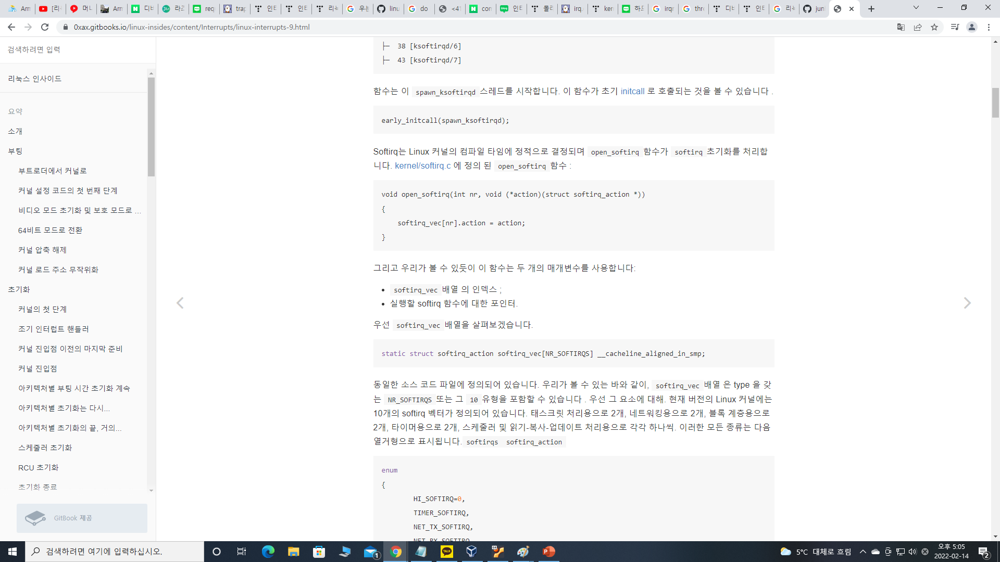 Arn
[리눅
머니
Arn
디바
라즈
req
trap
인터
인터
리눅
우분
linu
do
<41
con
인터
폴리
irq.
kerr
하드
irqr
thre
디바
인터
리눅
jun
0xax.gitbooks.io/linux-insides/content/Interrupts/linux-interrupts-9.html
검색하려면 입력
리눅스 인사이드
요약
소개
부팅
부트로더에서 커널로
커널 설정 코드의 첫 번째 단계
비디오 모드 초기화 및 보호 모드로 ...
64비트 모드로 전환
커널 압축 해제
커널 로드 주소 무작위화
초기화
커널의 첫 단계
조기 인터럽트 핸들러
커널 진입점 이전의 마지막 준비
커널 진입점
아키텍처별 부팅 시간 초기화 계속
아키텍처별 초기화는 다시...
아키텍처별 초기화의 끝, 거의...
스케줄러 초기화
RCU 초기화
초기화 종료
GitBook 제공
├─ 38 [ksoftirqd/6]
├─ 43 [ksoftirqd/7]
함수는 이 spawn_ksoftirqd 스레드를 시작합니다. 이 함수가 초기 initcall 로 호출되는 것을 볼 수 있습니다 .
early_initcall(spawn_ksoftirqd);
Softirq는 Linux 커널의 컴파일 타임에 정적으로 결정되며 open_softirq 함수가 softirq 초기화를 처리합
니다. kernel/softirq.c 에 정의 된 open_softirq 함수 :
void open_softirq(int nr, void (*action)(struct softirq_action *))
{
softirq_vec[nr].action = action;
}
그리고 우리가 볼 수 있듯이 이 함수는 두 개의 매개변수를 사용합니다:
• softirq_vec 배열 의 인덱스 ;
• 실행할 softirq 함수에 대한 포인터.
우선 softirq_vec 배열을 살펴보겠습니다.
static struct softirq_action softirq_vec[NR_SOFTIRQS] __cacheline_aligned_in_smp;
동일한 소스 코드 파일에 정의되어 있습니다. 우리가 볼 수 있는 바와 같이, softirq_vec 배열 은 type 을 갖
는 NR_SOFTIRQS 또는 그 10 유형을 포함할 수 있습니다 . 우선 그 요소에 대해. 현재 버전의 Linux 커널에는
10개의 softirq 벡터가 정의되어 있습니다. 태스크릿 처리용으로 2개, 네트워킹용으로 2개, 블록 계층용으로
2개, 타이머용으로 2개, 스케줄러 및 읽기-복사-업데이트 처리용으로 각각 하나씩. 이러한 모든 종류는 다음
열거형으로 표시됩니다. softirqs softirq_action
enum
{
HI_SOFTIRQ=0,
TIMER_SOFTIRQ,
NET_TX_SOFTIRQ,
NET_RX_SOFTIRQ
검색하려면 여기에 입력하십시오.
1
TALK
64
5°C 대체로 흐림
오후 5:05
2022-02-14
2